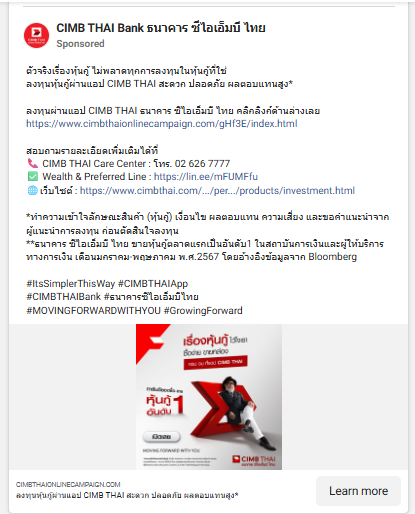 CIMB THAI Bank ธนาคาร ซีไอเอ็มบี ไทย
Sponsored
ตัวจริงเรื่องหุ้นกู้ ไม่พลาดทุกการลงทุนในหุ้นกู้ที่ใช่
ลงทุนหุ้นกู้ผ่านแอป CIMB THAI สะดวก ปลอดภัย ผลตอบแทนสูง*
ลงทุนผ่านแอป CIMB THAI ธนาคาร ซีไอเอ็มบี ไทย คลิกลิงค์ด้านล่างเลย
https://www.cimbthaionlinecampaign.com/gHf3E/index.html
สอบถามรายละเอียดเพิ่มเติมได้ที่
📞 CIMB THAI Care Center : โทร. 02 626 7777
✅ Wealth & Preferred Line : https://lin.ee/mFUMFfu
🌐 เว็บไซต์ : https://www.cimbthai.com/.../per.../products/investment.html
*ทำความเข้าใจลักษณะสินค้า (หุ้นกู้) เงื่อนไข ผลตอบแทน ความเสี่ยง และขอคำแนะนำจาก
ผู้แนะนำการลงทุน ก่อนตัดสินใจลงทุน
**ธนาคาร ซีไอเอ็มบี ไทย ขายหุ้นกู้ตลาดแรกเป็นอันดับ1 ในสถาบันการเงินและผู้ให้บริการ
ทางการเงิน เดือนมกราคม-พฤษภาคม พ.ศ.2567 โดยอ้างอิงข้อมูลจาก Bloomberg
#ItsSimplerThisWay #CIMBTHAIApp
#CIMBTHAIBank #ธนาคารซีไอเอ็มบีไทย
#MOVINGFORWARDWITHYOU #GrowingForward
เรื่องหุ้นกู้ ไว้ใจเรา
ซื้อง่าย ขายคล่อง
ครบ จบ ที่แอป CIMB THAI
หุ้นกู้
อันดับ 1
เปิดเลย
MOVING FORWARD WITH YOU
CIMB THAI
CIMBTHAIONLINECAMPAIGN.COM
ลงทุนหุ้นกู้ผ่านแอป CIMB THAI สะดวก ปลอดภัย ผลตอบแทนสูง*
Learn more